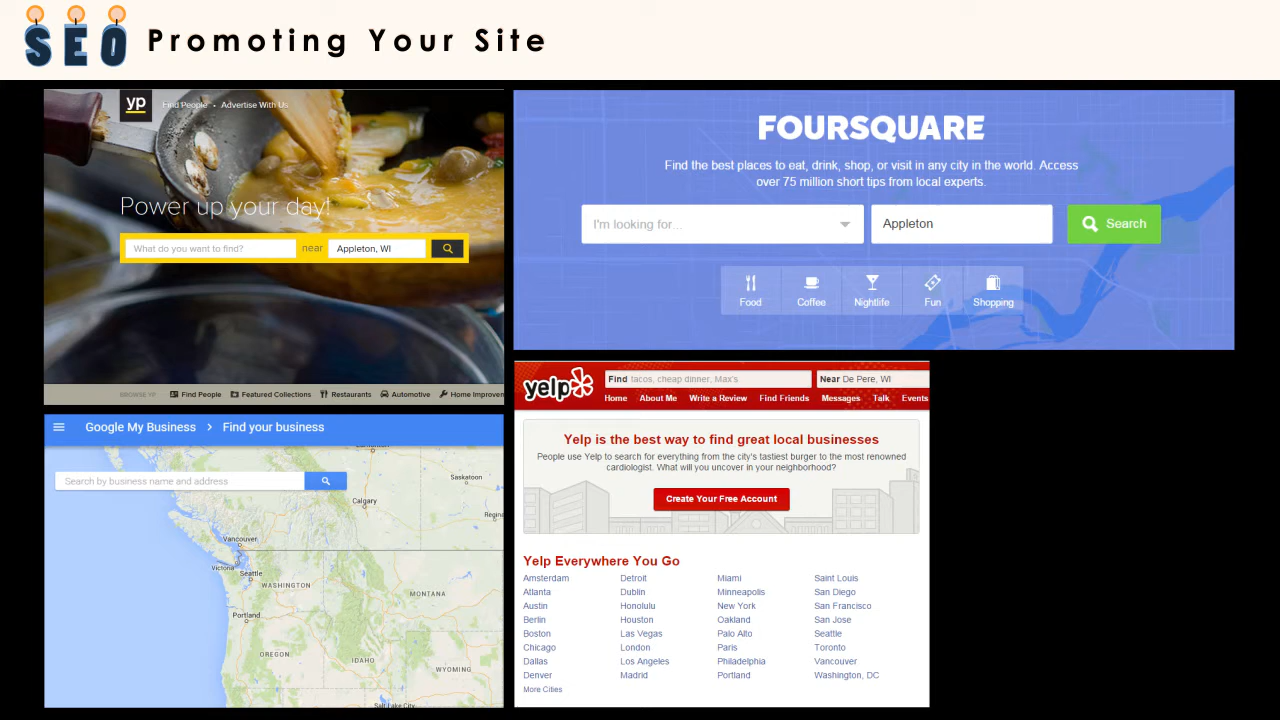 SEO Promoting Your Site
yp Find People • Advertise With Us
Power up your day!
What do you want to find? near Appleton, WI
BROWSE YP Find People Featured Collections Restaurants Automotive Home Improvem
FOURSQUARE
Find the best places to eat, drink, shop, or visit in any city in the world. Access
over 75 million short tips from local experts.
I'm looking for... Appleton Search
Food Coffee Nightlife Fun Shopping
Google My Business > Find your business
Search by business name and address
Saskatoon
Calgary
Regina
Vancouver
Victoria
Seattle
WASHINGTON
MONTANA
Portland
OREGON
IDAHO
WYOMING
Salt Lake City
yelp Find tacos, cheap dinner, Max's Near De Pere, WI
Home About Me Write a Review Find Friends Messages Talk Events
Yelp is the best way to find great local businesses
People use Yelp to search for everything from the city's tastiest burger to the most renowned
cardiologist. What will you uncover in your neighborhood?
Create Your Free Account
Yelp Everywhere You Go
Amsterdam Detroit Miami Saint Louis
Atlanta Dublin Minneapolis San Diego
Austin Honolulu New York San Francisco
Berlin Houston Oakland San Jose
Boston Las Vegas Palo Alto Seattle
Chicago London Paris Toronto
Dallas Los Angeles Philadelphia Vancouver
Denver Madrid Portland Washington, DC
More Cities